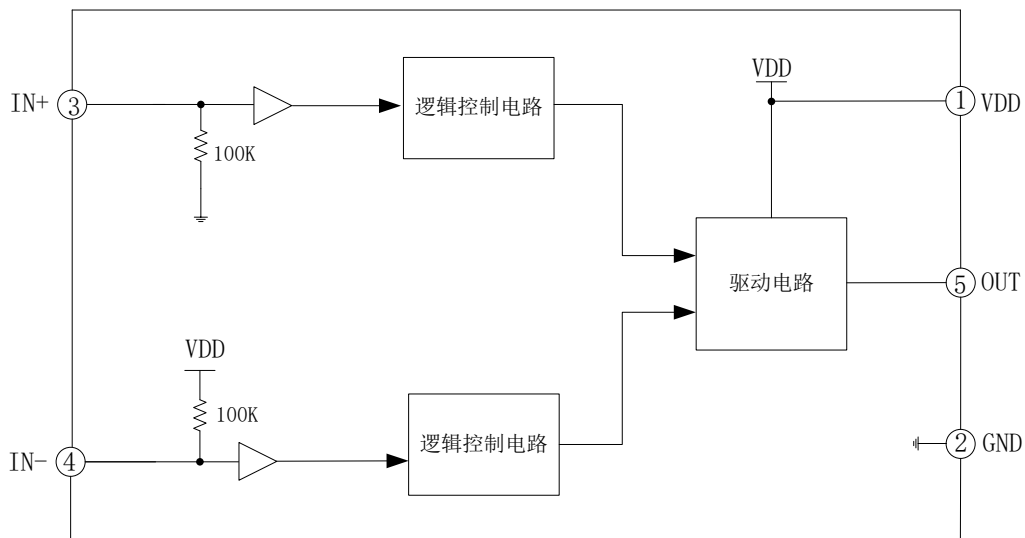 VDD
IN+
③
逻辑控制电路
①
VDD
100K
驱动电路
⑤
OUT
VDD
100K
逻辑控制电路
②
GND
IN-
④